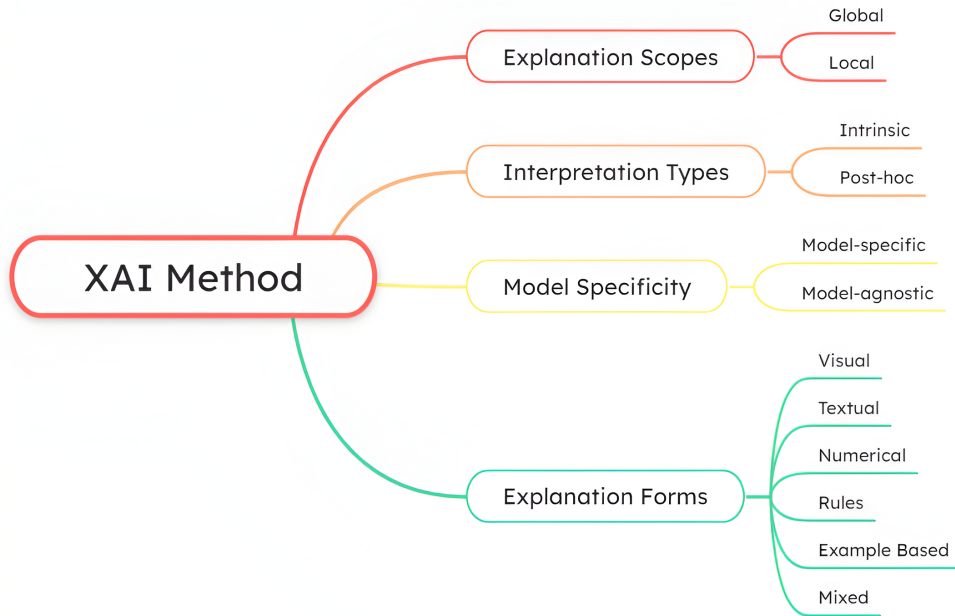 XAI Method
Explanation Scopes
Global
Local
Interpretation Types
Intrinsic
Post-hoc
Model Specificity
Model-specific
Model-agnostic
Explanation Forms
Visual
Textual
Numerical
Rules
Example Based
Mixed